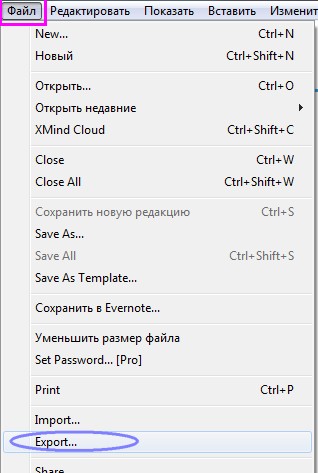 Файл Редактировать Показать Вставить Изменит
New... Ctrl+N
Новый Ctrl+Shift+N
Открыть... Ctrl+O
Открыть недавние
XMind Cloud Ctrl+Shift+C
Close Ctrl+W
Close All Ctrl+Shift+W
Сохранить новую редакцию Ctrl+S
Save As...
Save All Ctrl+Shift+S
Save As Template...
Сохранить в Evernote...
Уменьшить размер файла
Set Password... [Pro]
Print Ctrl+P
Import...
Export...
Share